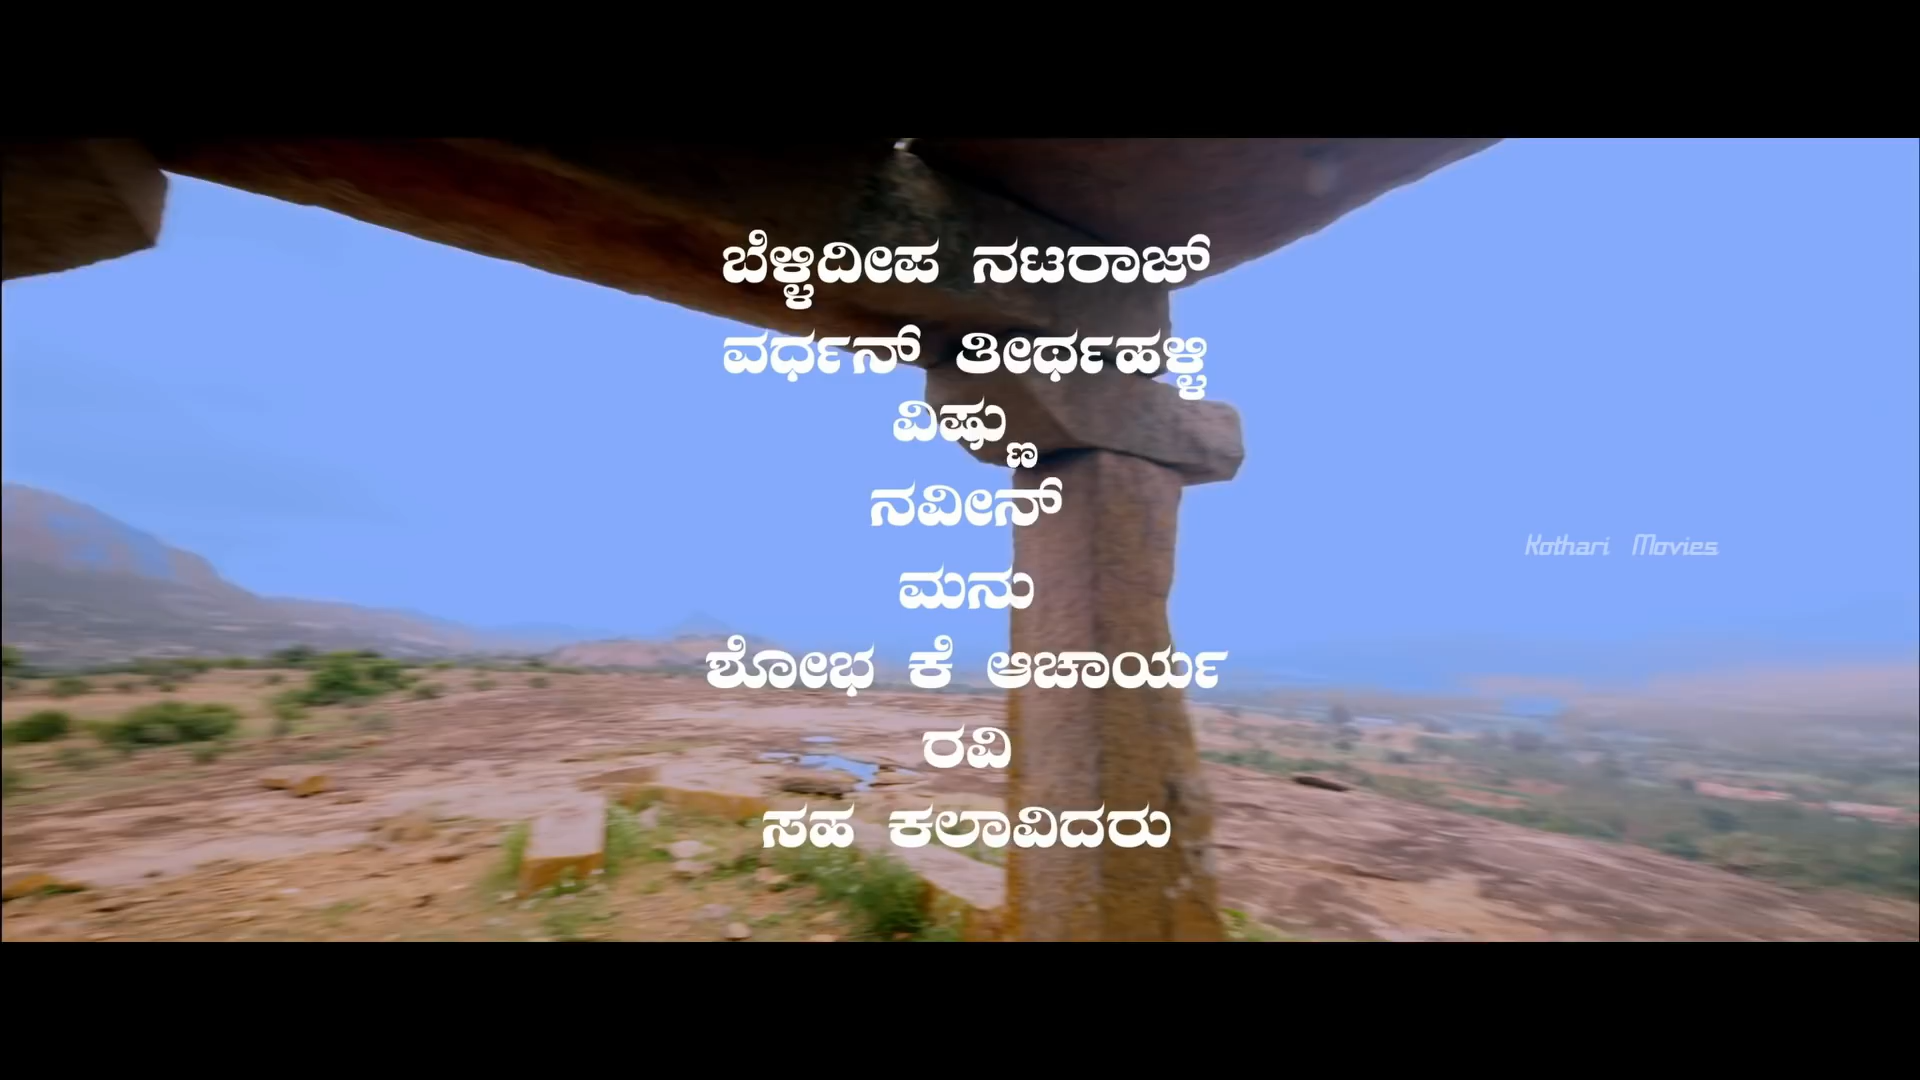 ಬೆಳ್ಳಿದೀಪ ನಟರಾಜ್
ವರ್ಧನ್ ತೀರ್ಥಹಳ್ಳಿ
ವಿಷ್ಣು
ನವೀನ್
ಮನು
ಶೋಭ ಕೆ ಆಚಾರ್ಯ
ರವಿ
ಸಹ ಕಲಾವಿದರು
Kothari Movies